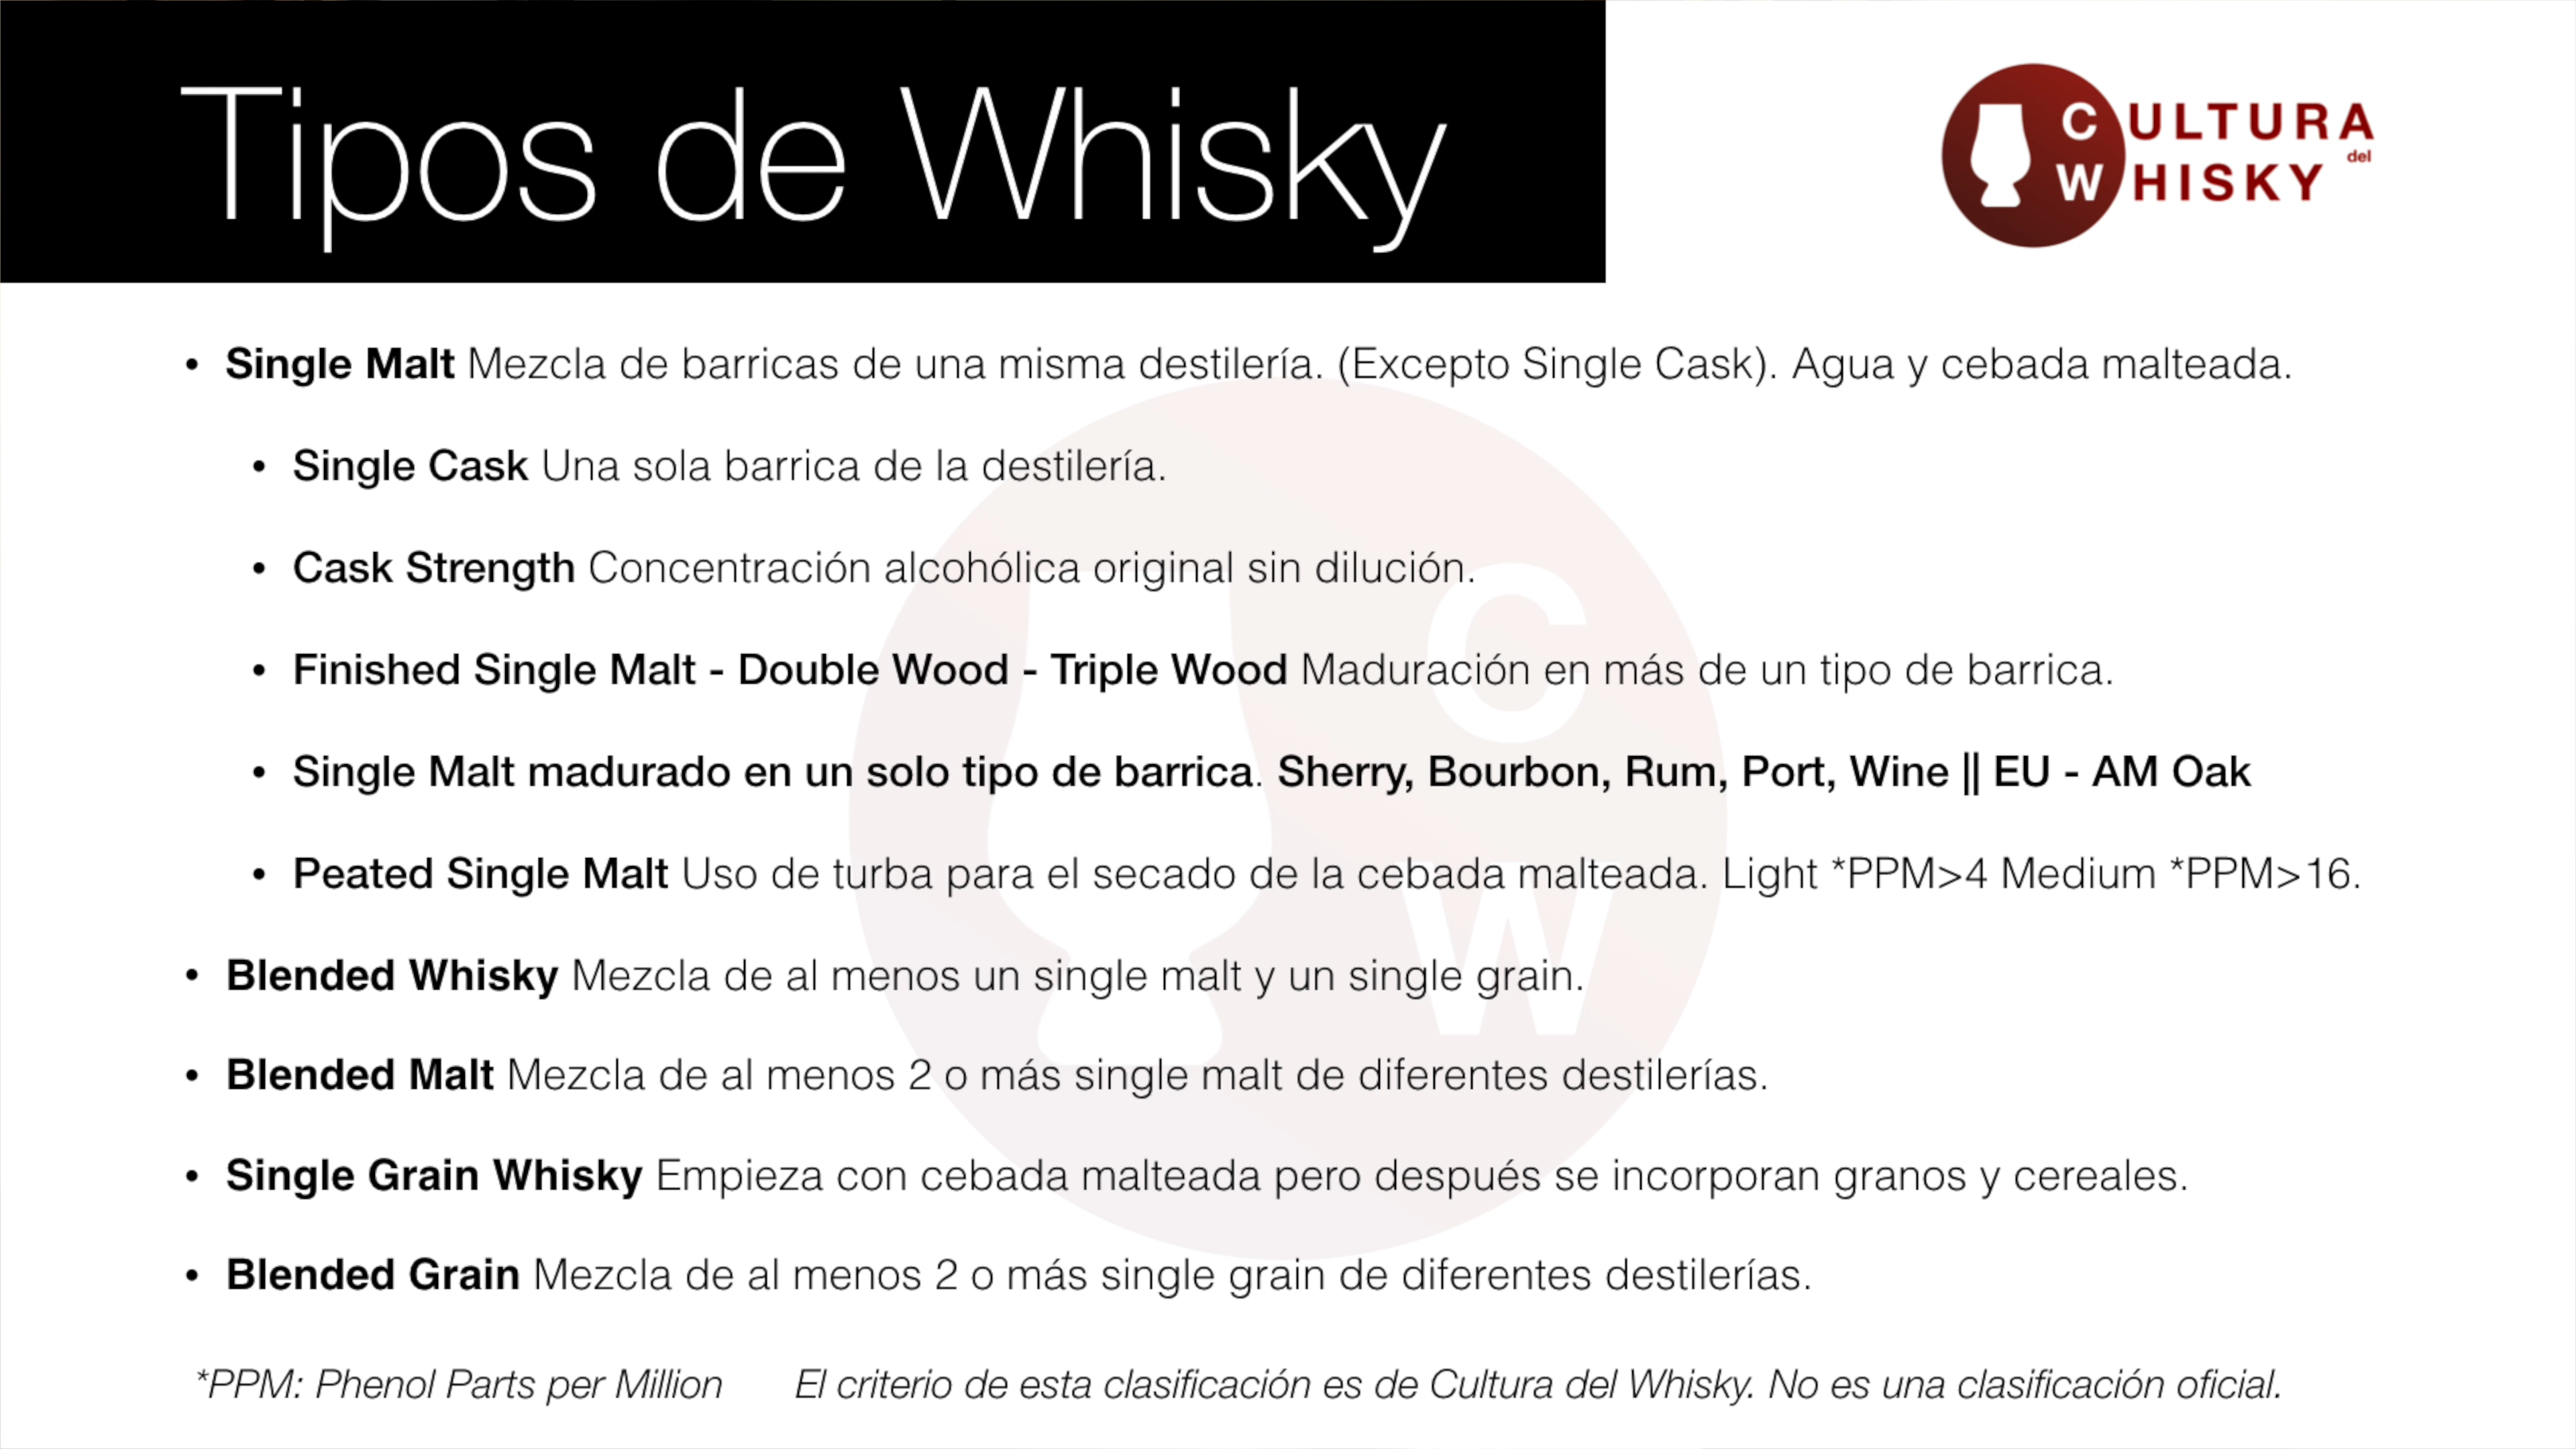 Tipos de Whisky
CULTURA
del
WHISKY
• Single Malt Mezcla de barricas de una misma destilería. (Excepto Single Cask). Agua y cebada malteada.
• Single Cask Una sola barrica de la destilería.
• Cask Strength Concentración alcohólica original sin dilución.
• Finished Single Malt - Double Wood - Triple Wood Maduración en más de un tipo de barrica.
• Single Malt madurado en un solo tipo de barrica. Sherry, Bourbon, Rum, Port, Wine || EU - AM Oak
• Peated Single Malt Uso de turba para el secado de la cebada malteada. Light *PPM>4 Medium *PPM>16.
• Blended Whisky Mezcla de al menos un single malt y un single grain.
• Blended Malt Mezcla de al menos 2 o más single malt de diferentes destilerías.
• Single Grain Whisky Empieza con cebada malteada pero después se incorporan granos y cereales.
• Blended Grain Mezcla de al menos 2 o más single grain de diferentes destilerías.
*PPM: Phenol Parts per Million El criterio de esta clasificación es de Cultura del Whisky. No es una clasificación oficial.
C
W